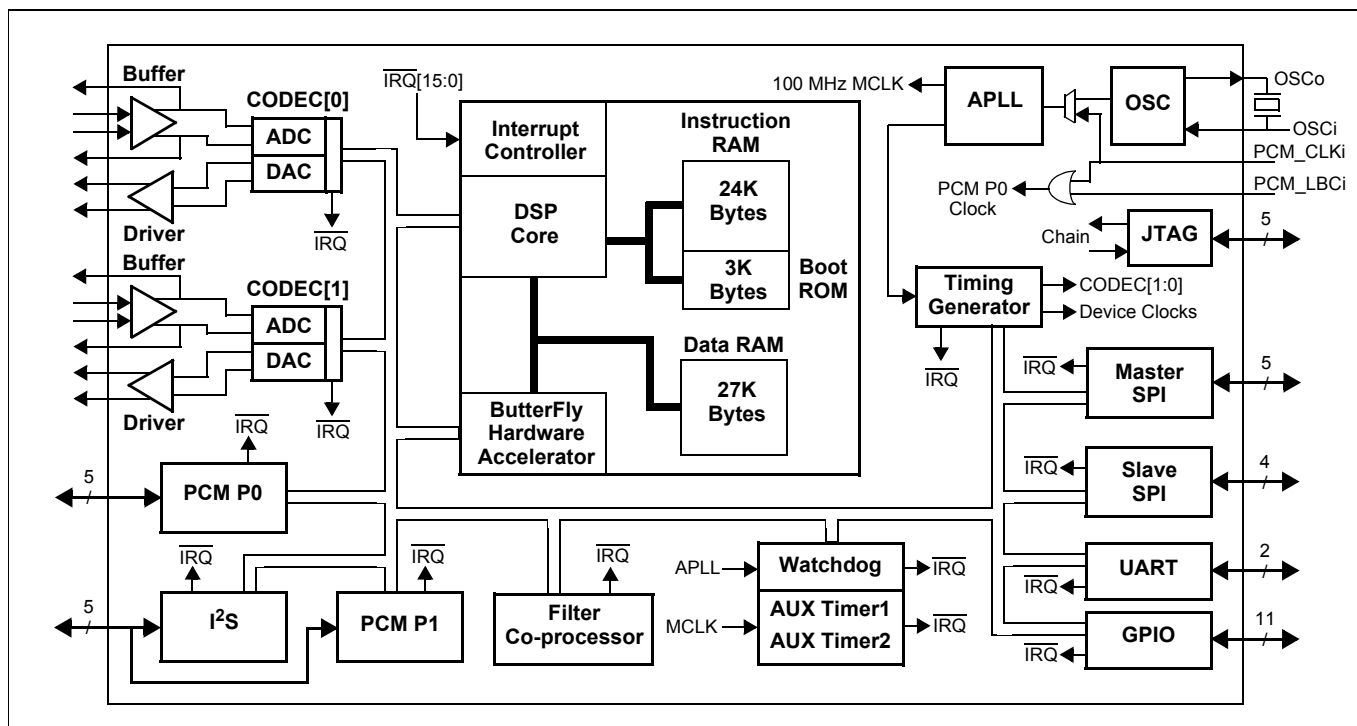 Buffer
CODEC[0]
ADC
DAC
Driver
IRQ
Buffer
CODEC[1]
ADC
DAC
Driver
IRQ
IRQ[15:0]
Interrupt
Controller
DSP
Core
ButterFly
Hardware
Accelerator
Instruction
RAM
24K
Bytes
3K
Bytes
Boot
ROM
Data RAM
27K
Bytes
100 MHz MCLK
APLL
OSC
OSCo
OSCi
PCM_CLKi
PCM_LBCi
PCM P0
Clock
Chain
JTAG
5
Timing
Generator
CODEC[1:0]
Device Clocks
IRQ
IRQ
Master
SPI
5
IRQ
Slave
SPI
4
UART
IRQ
2
GPIO
IRQ
11
IRQ
5
PCM P0
IRQ
5
I²S
IRQ
PCM P1
IRQ
Filter
Co-processor
APLL
Watchdog
IRQ
MCLK
AUX Timer1
AUX Timer2
IRQ